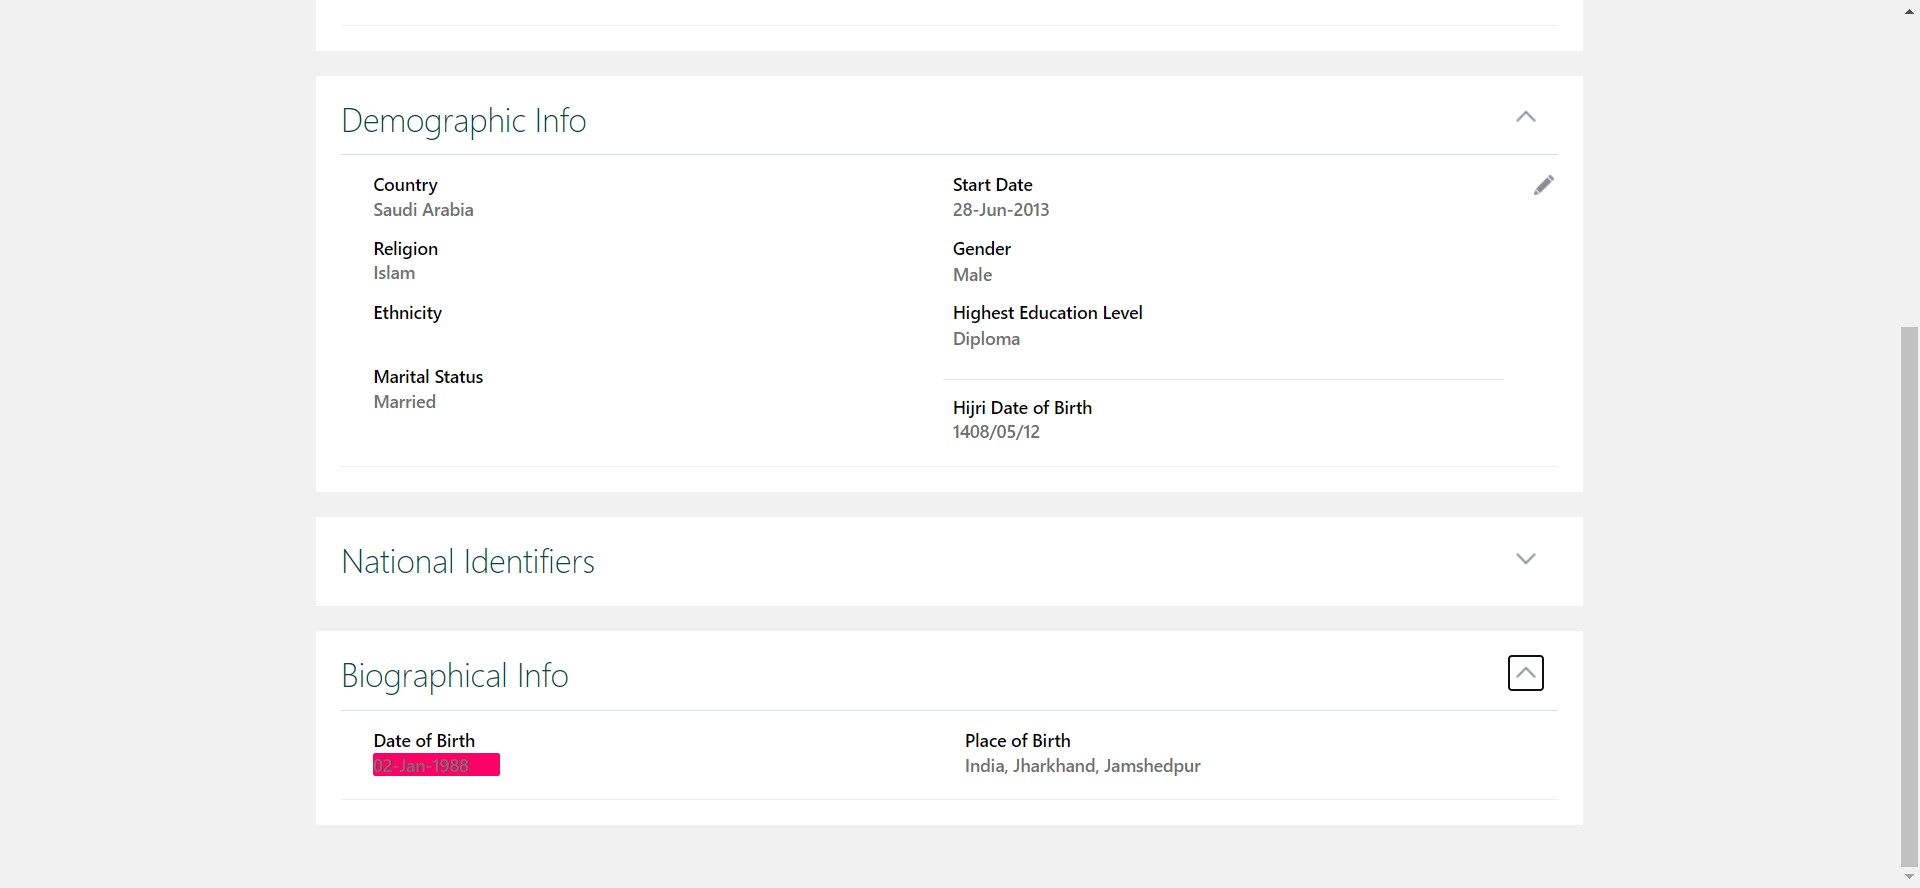 Demographic Info
Country
Saudi Arabia
Start Date
28-Jun-2013
Religion
Islam
Gender
Male
Ethnicity
Highest Education Level
Diploma
Marital Status
Married
Hijri Date of Birth
1408/05/12
National Identifiers
Biographical Info
Date of Birth
02-Jan-1988
Place of Birth
India, Jharkhand, Jamshedpur